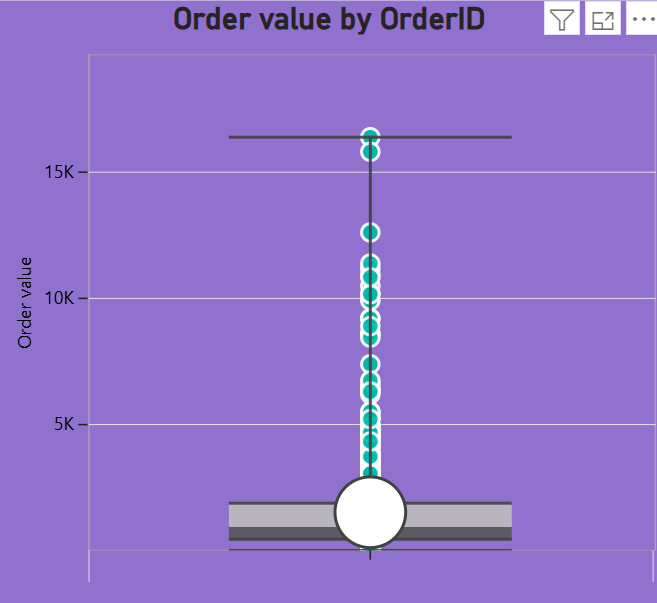 Order value by OrderID
15K
10K
5K
Order value